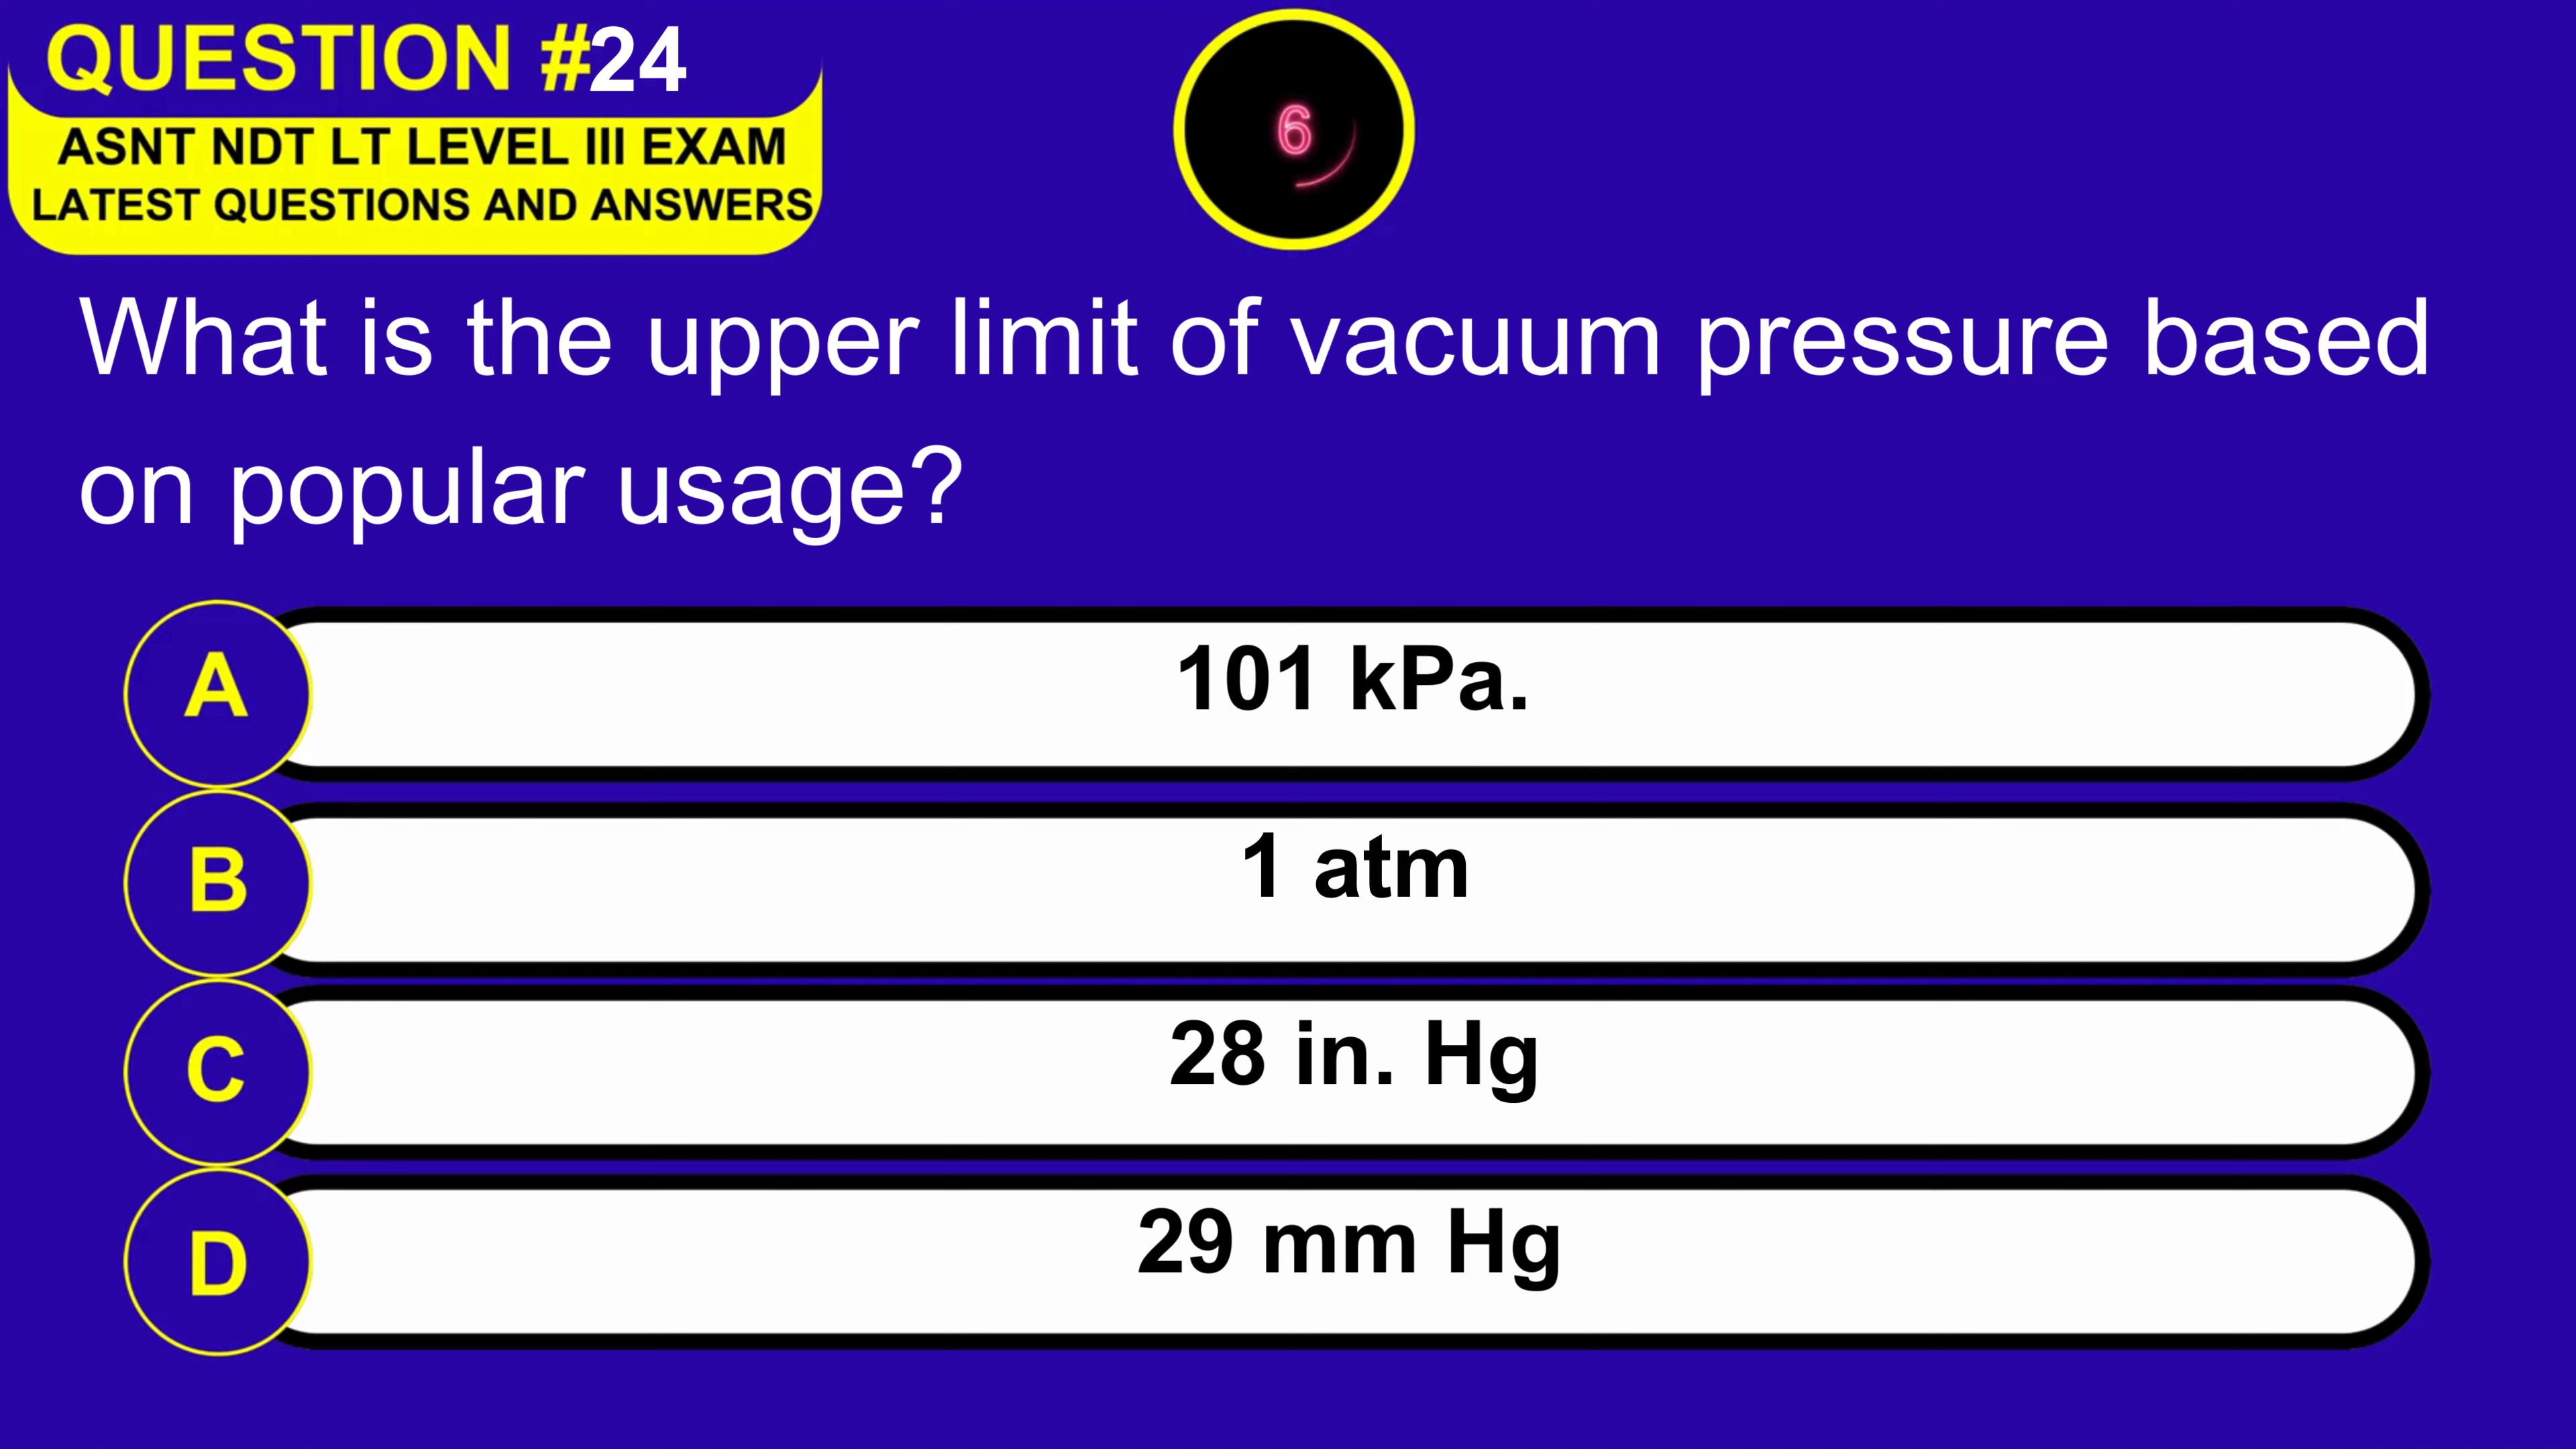 QUESTION #24
ASNT NDT LT LEVEL III EXAM
LATEST QUESTIONS AND ANSWERS
6
What is the upper limit of vacuum pressure based
on popular usage?
A
101 kPa.
B
1 atm
C
28 in. Hg
D
29 mm Hg